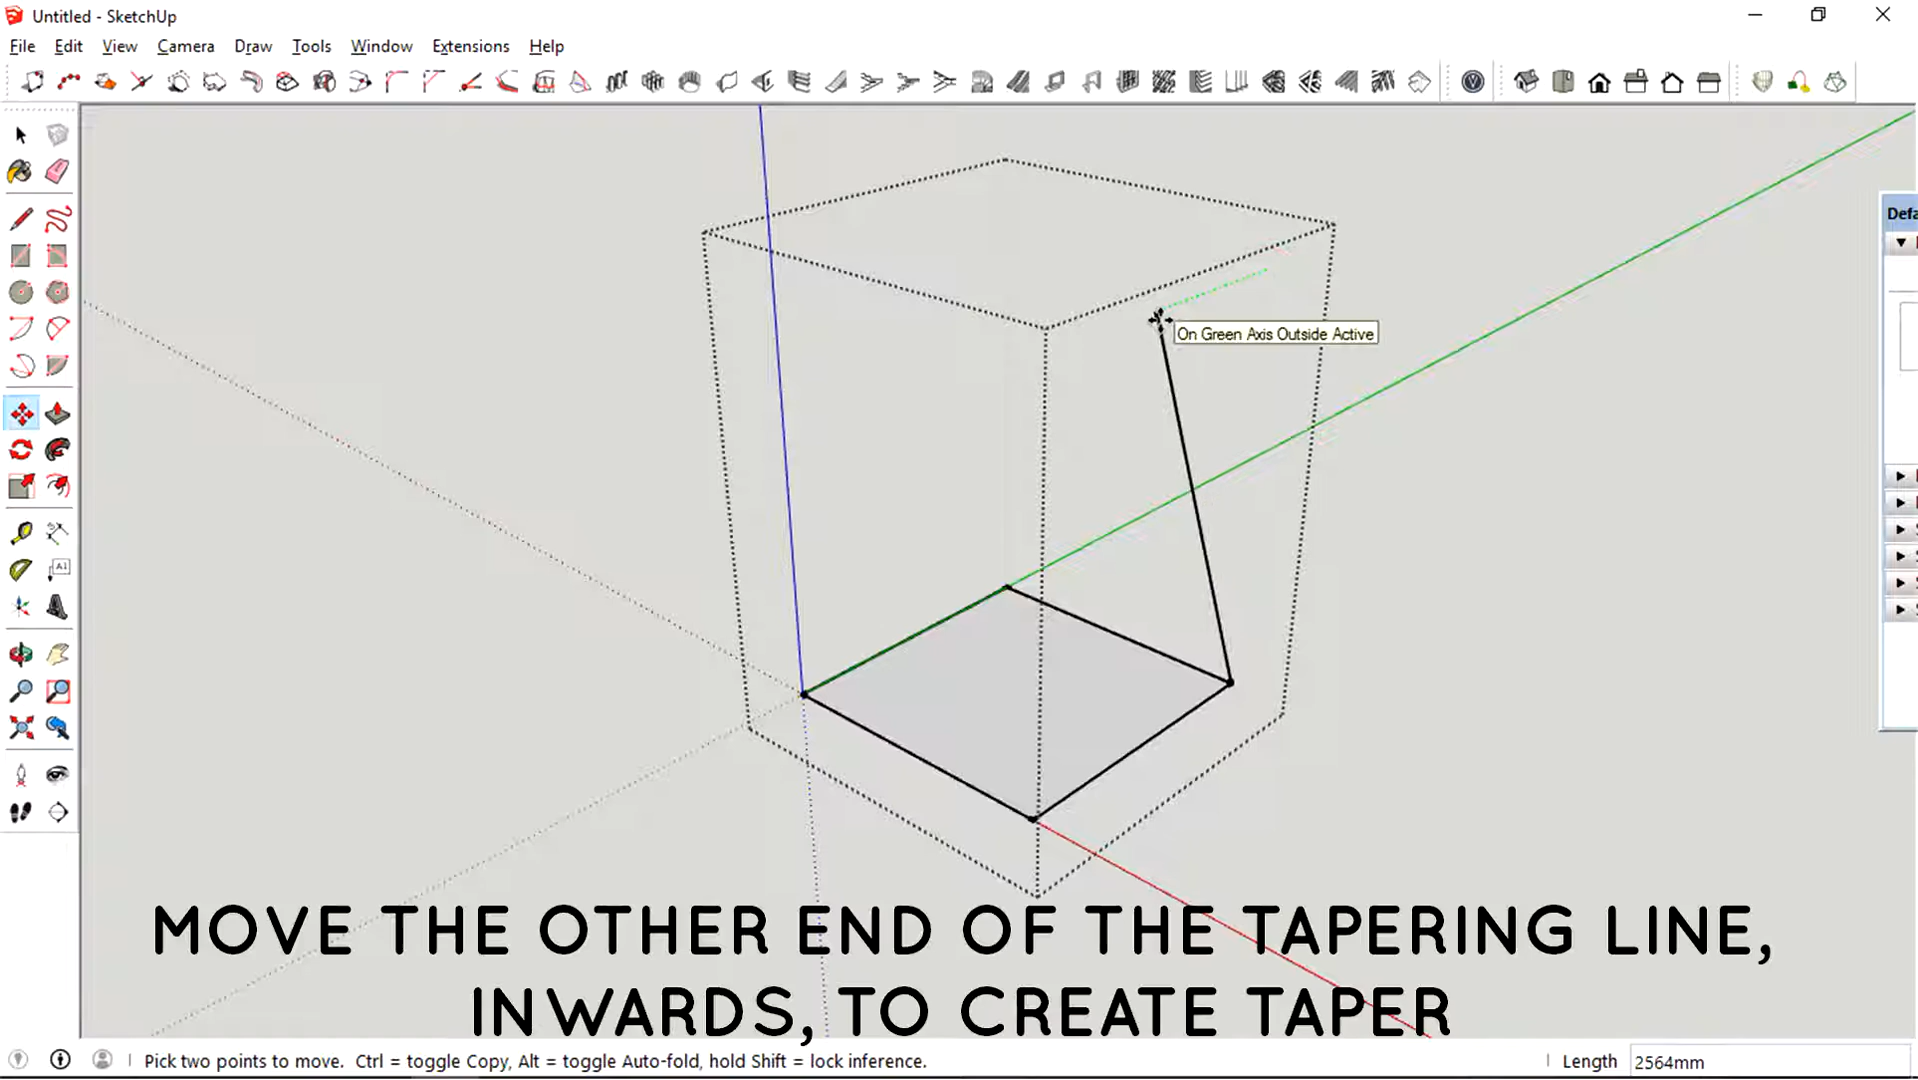 Untitled - SketchUp
File Edit View Camera Draw Tools Window Extensions Help
Defa
On Green Axis Outside Active
A1
MOVE THE OTHER END OF THE TAPERING LINE,
INWARDS, TO CREATE TAPER
Pick two points to move. Ctrl = toggle Copy, Alt = toggle Auto-fold, hold Shift = lock inference.
Length 2564mm